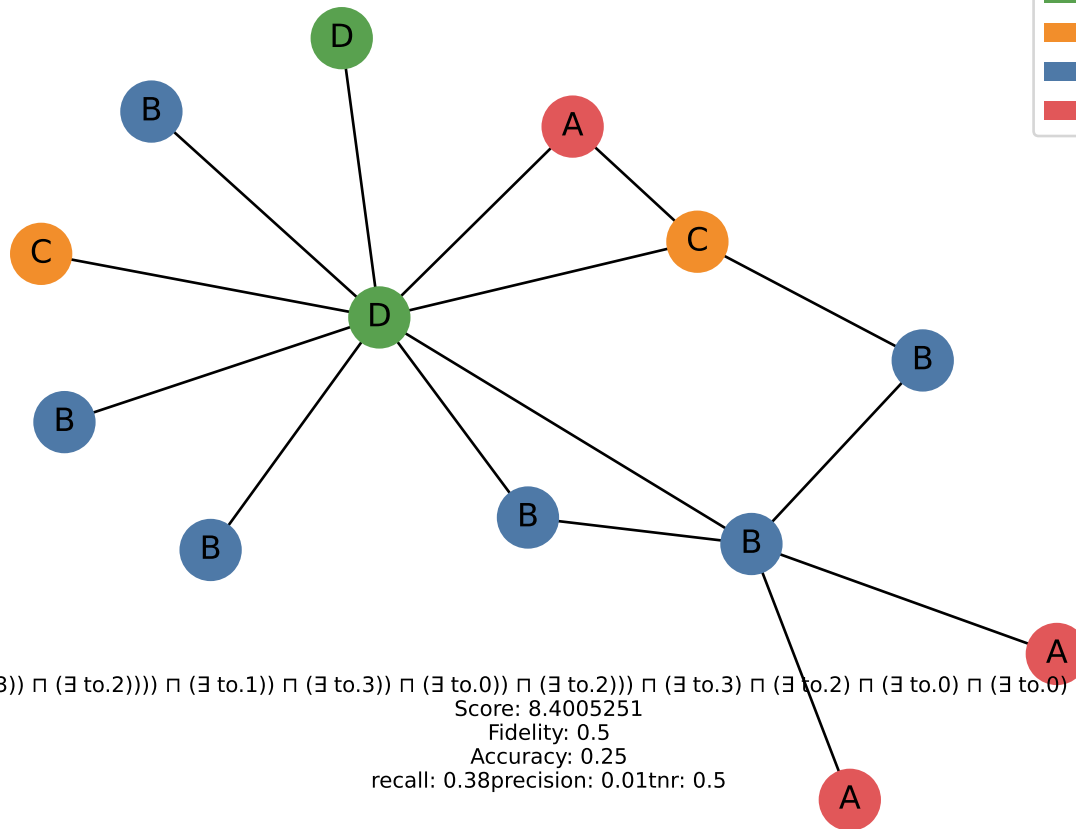 D
B
A
C
C
D
B
B
B
B
B
A
3)) ⊓ (∃ to.2)))) ⊓ (∃ to.1)) ⊓ (∃ to.3)) ⊓ (∃ to.0)) ⊓ (∃ to.2))) ⊓ (∃ to.3) ⊓ (∃ to.2) ⊓ (∃ to.0) ⊓ (∃ to.0)
Score: 8.4005251
Fidelity: 0.5
Accuracy: 0.25
recall: 0.38precision: 0.01tnr: 0.5
A